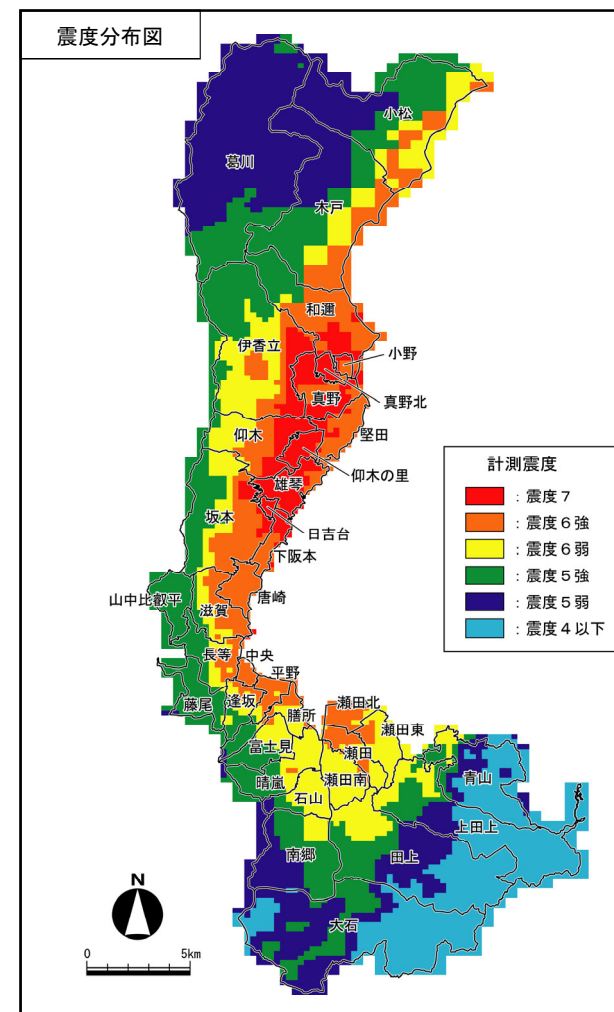 震度分布図
小松
葛川
木戸
和邇
伊香立
小野
真野北
真野
堅田
仰木
仰木の里
雄琴
坂本
日吉台
下阪本
山中比叡平
唐崎
滋賀
長等
中央
平野
藤尾
逢坂
膳所
瀬田北
瀬田東
富士見
瀬田
晴嵐
瀬田南
石山
青山
上田上
南郷
田上
大石
計測震度
：震度７
：震度６強
：震度６弱
：震度５強
：震度５弱
：震度４以下
N
0 5km